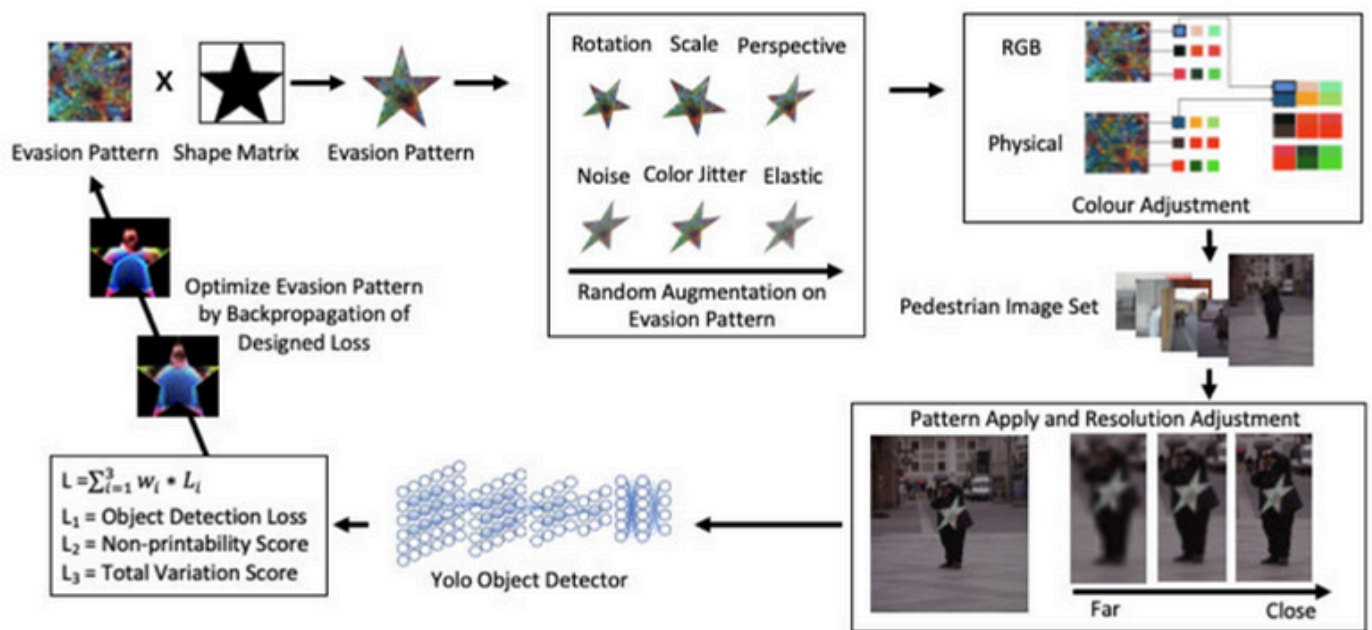 Evasion Pattern
X
Shape Matrix
Evasion Pattern
Rotation
Scale
Perspective
Noise
Color Jitter
Elastic
Random Augmentation on
Evasion Pattern
RGB
Physical
Colour Adjustment
Pedestrian Image Set
Pattern Apply and Resolution Adjustment
Far
Close
Yolo Object Detector
L =∑³ᵢ₌₁ wᵢ * Lᵢ
L₁ = Object Detection Loss
L₂ = Non-printability Score
L₃ = Total Variation Score
Optimize Evasion Pattern
by Backpropagation of
Designed Loss